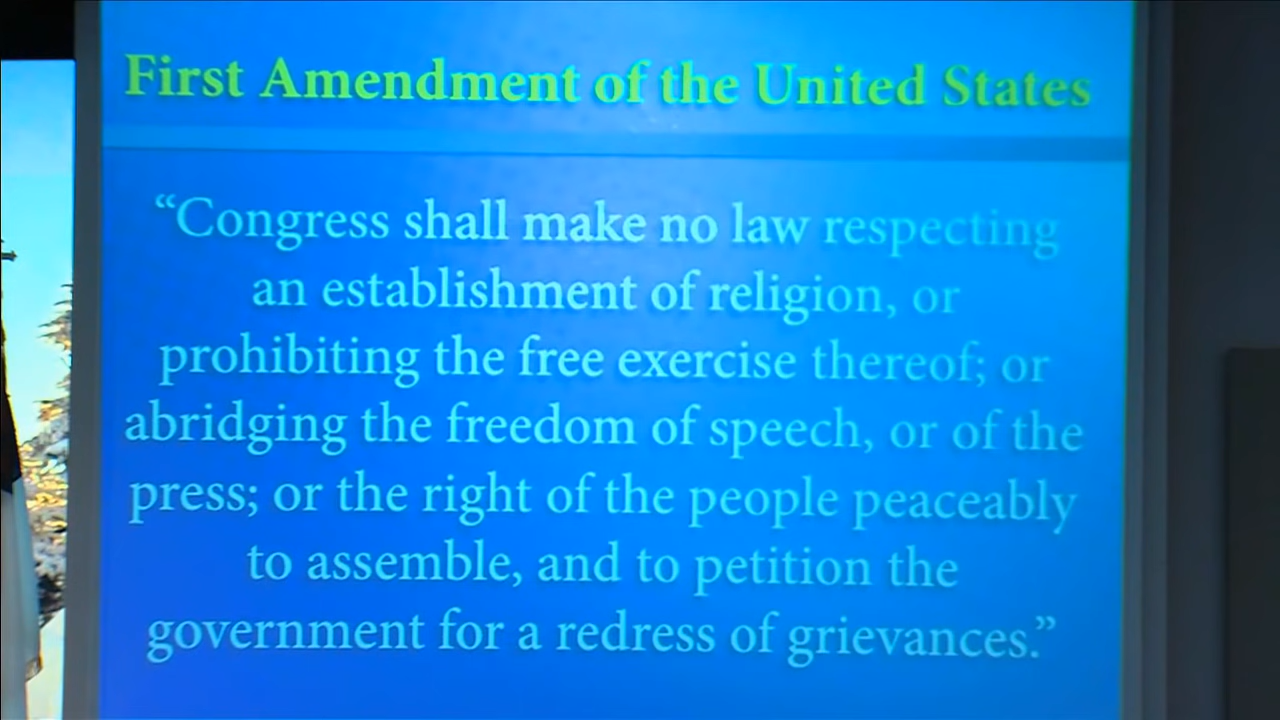 First Amendment of the United States
“Congress shall make no law respecting
an establishment of religion, or
prohibiting the free exercise thereof; or
abridging the freedom of speech, or of the
press; or the right of the people peaceably
to assemble, and to petition the
government for a redress of grievances.”